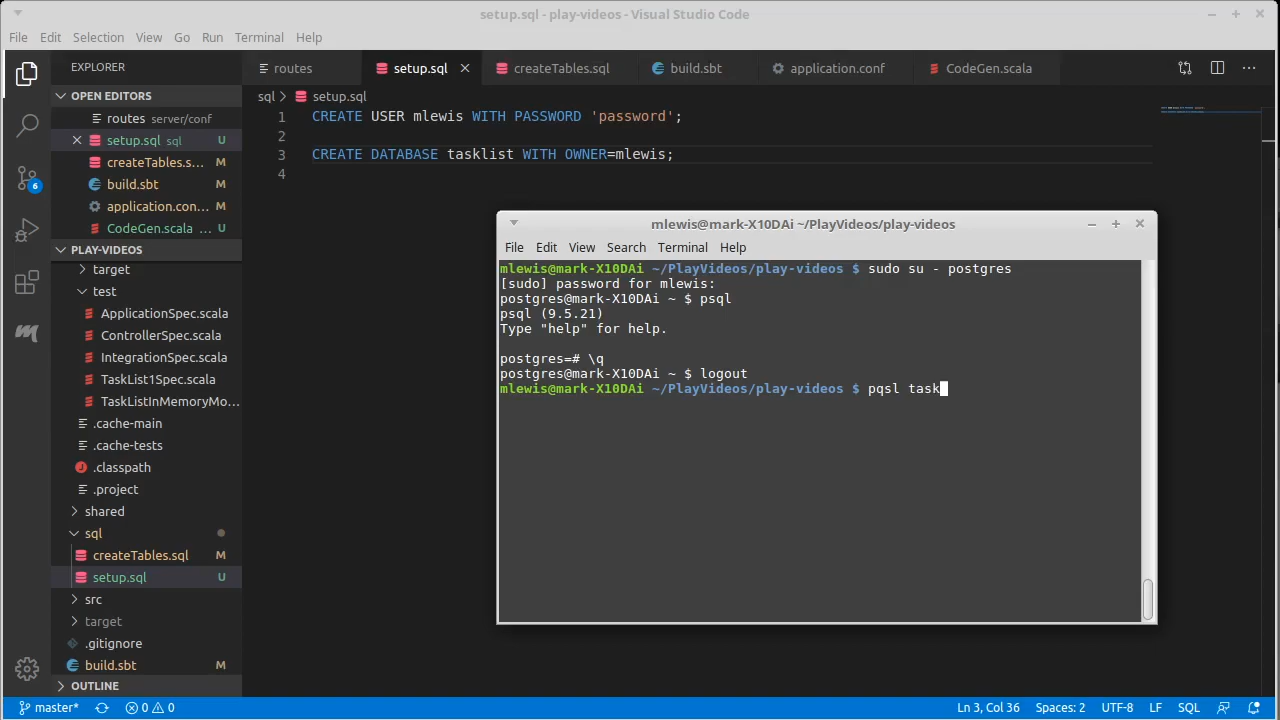 setup.sql - play-videos - Visual Studio Code
File Edit Selection View Go Run Terminal Help
EXPLORER
routes
setup.sql
createTables.sql
build.sbt
application.conf
CodeGen.scala
OPEN EDITORS
routes server/conf
setup.sql sql U
createTables.s... M
build.sbt M
application.con... M
CodeGen.scala ... U
PLAY-VIDEOS
target
test
ApplicationSpec.scala
ControllerSpec.scala
IntegrationSpec.scala
TaskList1Spec.scala
TaskListInMemoryMo...
.cache-main
.cache-tests
.classpath
.project
shared
sql
createTables.sql M
setup.sql U
src
target
.gitignore
build.sbt M
OUTLINE
6
sql > setup.sql
1 CREATE USER mlewis WITH PASSWORD 'password';
2
3 CREATE DATABASE tasklist WITH OWNER=mlewis;
4
mlewis@mark-X10DAi ~/PlayVideos/play-videos
File Edit View Search Terminal Help
mlewis@mark-X10DAi ~/PlayVideos/play-videos $ sudo su - postgres
[sudo] password for mlewis:
postgres@mark-X10DAi ~ $ psql
psql (9.5.21)
Type "help" for help.
postgres=# \q
postgres@mark-X10DAi ~ $ logout
mlewis@mark-X10DAi ~/PlayVideos/play-videos $ pqsl task
master* 0 0
Ln 3, Col 36 Spaces: 2 UTF-8 LF SQL